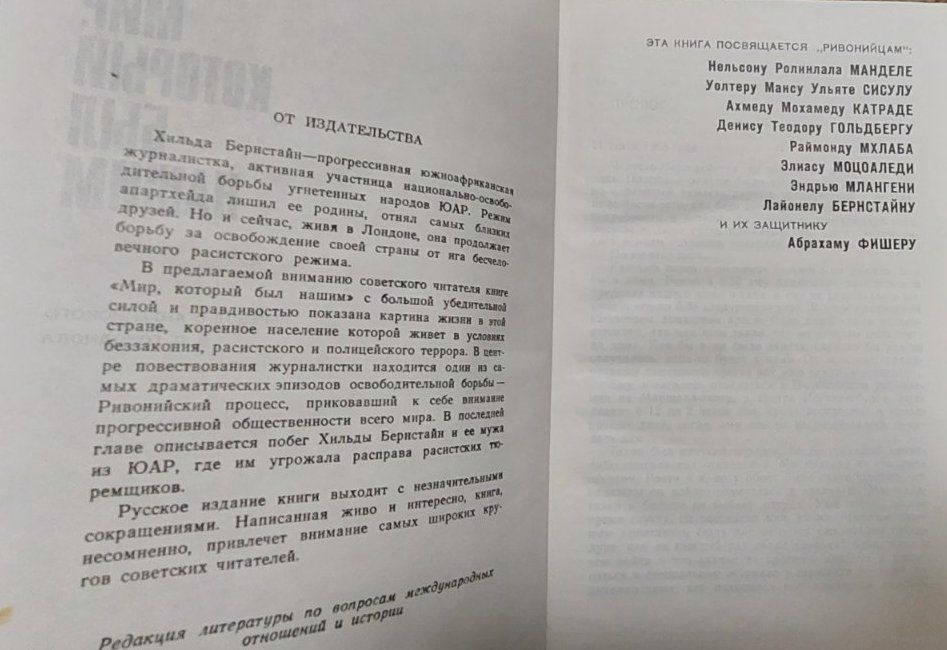 ОТ ИЗДАТЕЛЬСТВА
Хильда Бернстайн—прогрессивная южноафриканская
журналистка, активная участница национально-освобо-
дительной борьбы угнетенных народов ЮАР. Режим
апартхейда лишил ее родины, отнял самых близких
друзей. Но и сейчас, живя в Лондоне, она продолжает
борьбу за освобождение своей страны от ига бесчело-
вечного расистского режима.
В предлагаемой вниманию советского читателя книге
«Мир, который был нашим» с большой убедительной
силой и правдивостью показана картина жизни в этой
стране, коренное население которой живет в условиях
беззакония, расистского и полицейского террора. В цент-
ре повествования журналистки находится один из са-
мых драматических эпизодов освободительной борьбы—
Ривонийский процесс, приковавший к себе внимание
прогрессивной общественности всего мира. В последней
главе описывается побег Хильды Бернстайн и ее мужа
из ЮАР, где им угрожала расправа расистских тю-
ремщиков.
Русское издание книги выходит с незначительными
сокращениями. Написанная живо и интересно, книга,
несомненно, привлечет внимание самых широких кру-
гов советских читателей.
Редакция литературы по вопросам международных
отношений и истории
ЭТА КНИГА ПОСВЯЩАЕТСЯ „РИВОНИЙЦАМ":
Нельсону Ролинлала МАНДЕЛЕ
Уолтеру Мансу Ульяте СИСУЛУ
Ахмеду Мохамеду КАТРАДЕ
Денису Теодору ГОЛЬДБЕРГУ
Раймонду МХЛАБА
Элиасу МОЦОАЛЕДИ
Эндрью МЛАНГЕНИ
Лайонелу БЕРНСТАЙНУ
И ИХ ЗАЩИТНИКУ
Абрахаму ФИШЕРУ